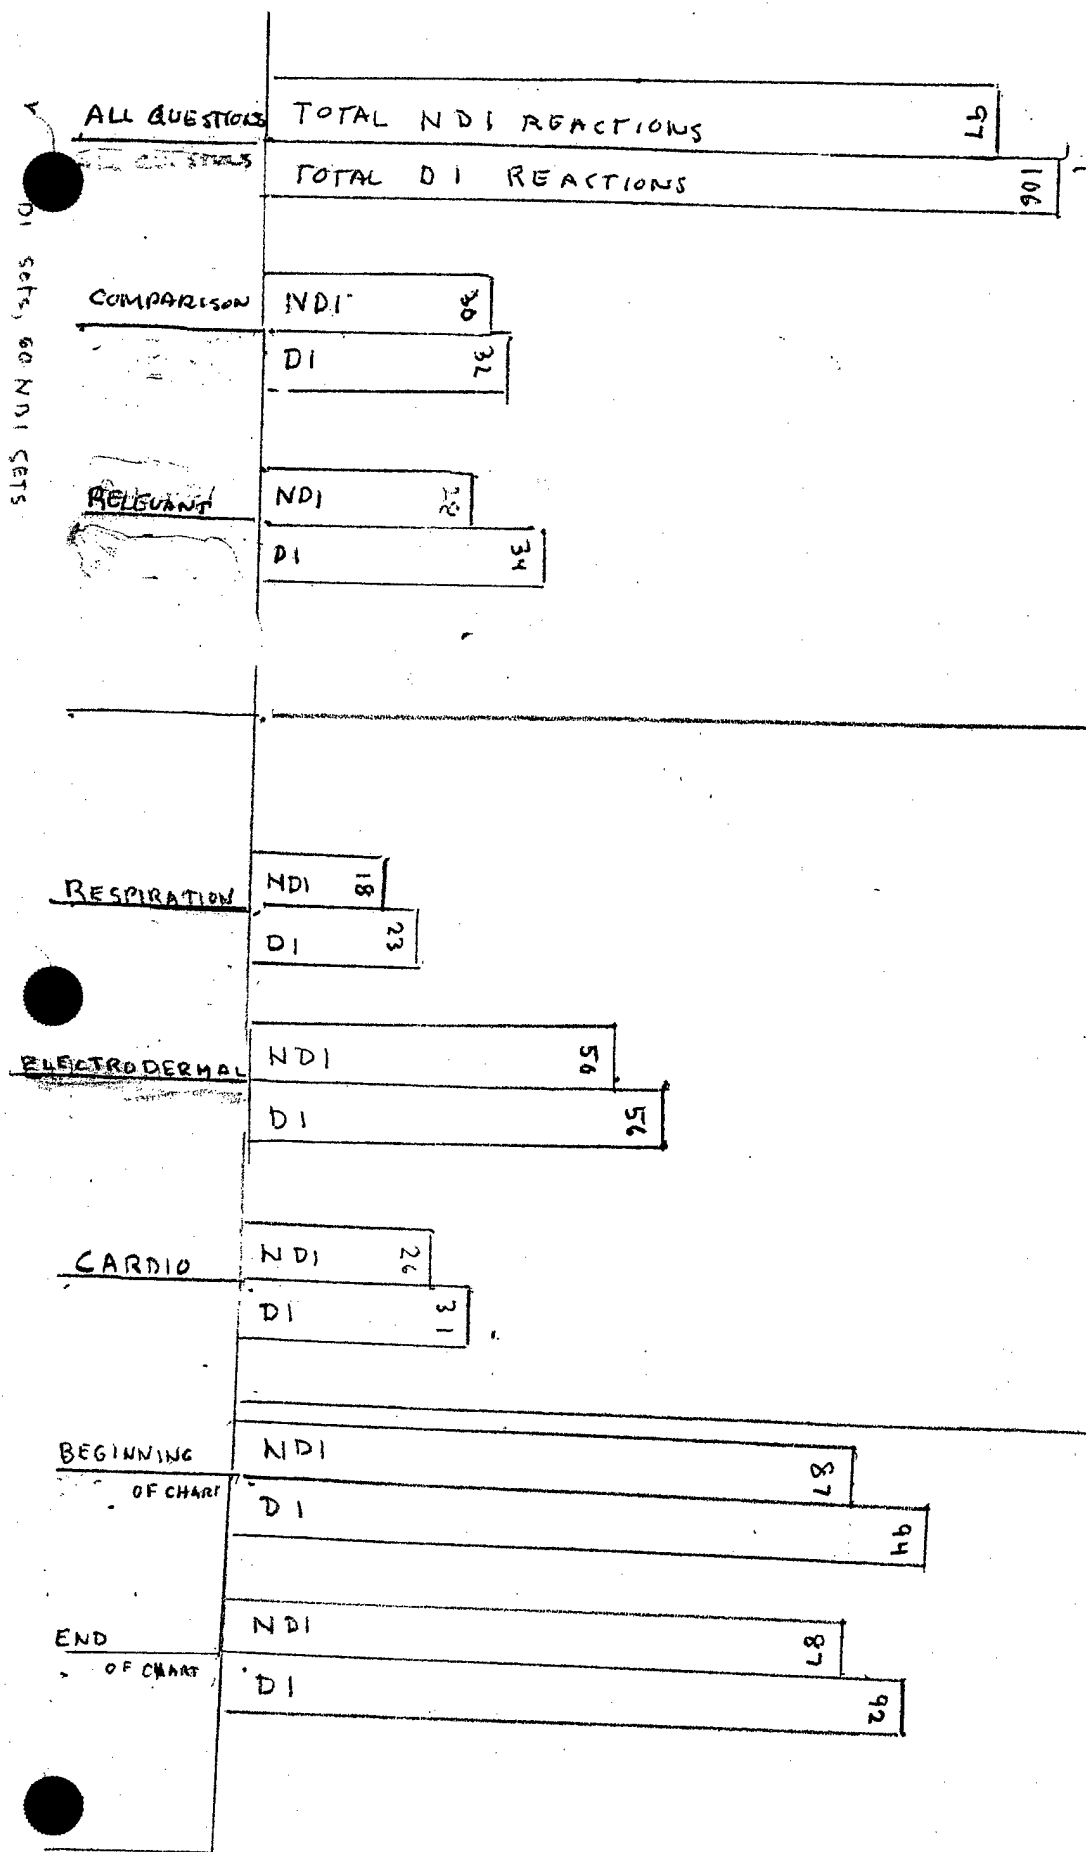 ALL QUESTIONS TOTAL NDI REACTIONS 97
TOTAL DI REACTIONS 106
COMPARISON NDI 30
DI 32
RELEVANT NDI 28
DI 34
RESPIRATION NDI 18
DI 23
ELECTRODERMAL NDI 50
DI 56
CARDIO NDI 26
DI 31
BEGINNING NDI 87
OF CHART DI 94
END NDI 87
OF CHART DI 92
DI sets, 60 NDI SETS